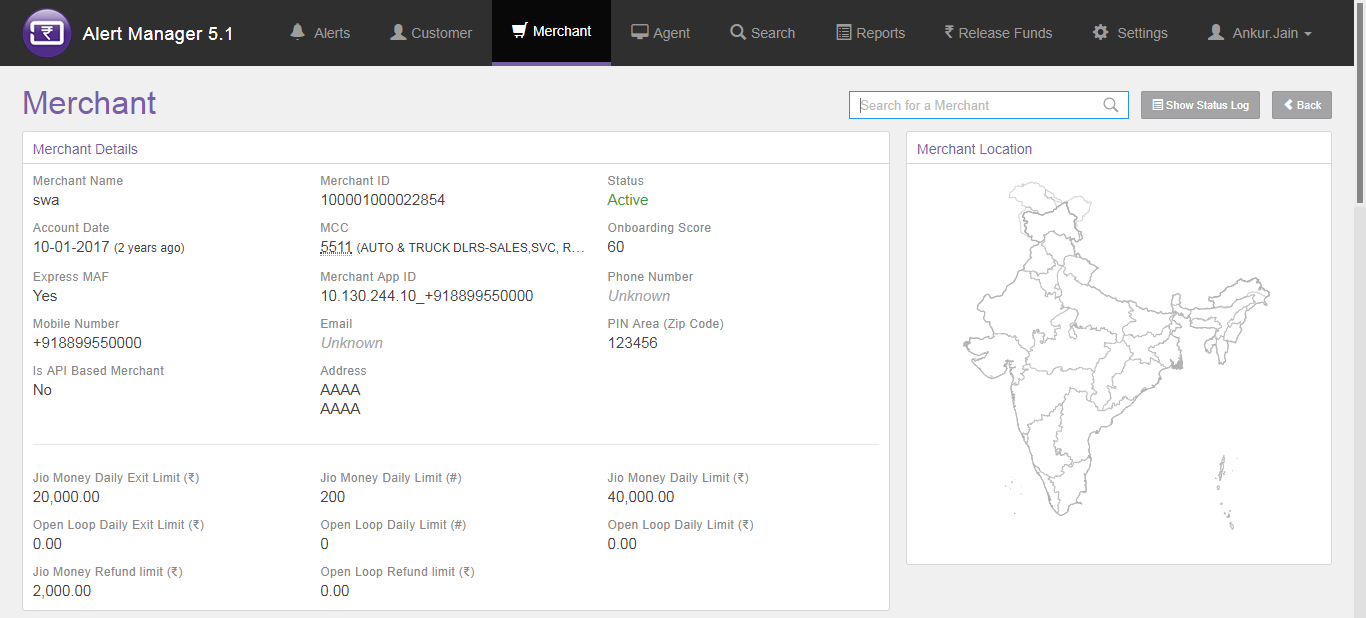 Alert Manager 5.1
Alerts
Customer
Merchant
Agent
Search
Reports
₹ Release Funds
Settings
Ankur.Jain
Merchant
Search for a Merchant
Show Status Log
Back
Merchant Details
Merchant Name
swa
Merchant ID
100001000022854
Status
Active
Account Date
10-01-2017 (2 years ago)
MCC
5511 (AUTO & TRUCK DLRS-SALES,SVC, R…
Onboarding Score
60
Express MAF
Yes
Merchant App ID
10.130.244.10_+918899550000
Phone Number
Unknown
Mobile Number
+918899550000
Email
Unknown
PIN Area (Zip Code)
123456
Is API Based Merchant
No
Address
AAAA
AAAA
Jio Money Daily Exit Limit (₹)
20,000.00
Jio Money Daily Limit (#)
200
Jio Money Daily Limit (₹)
40,000.00
Open Loop Daily Exit Limit (₹)
0.00
Open Loop Daily Limit (#)
0
Open Loop Daily Limit (₹)
0.00
Jio Money Refund limit (₹)
2,000.00
Open Loop Refund limit (₹)
0.00
Merchant Location